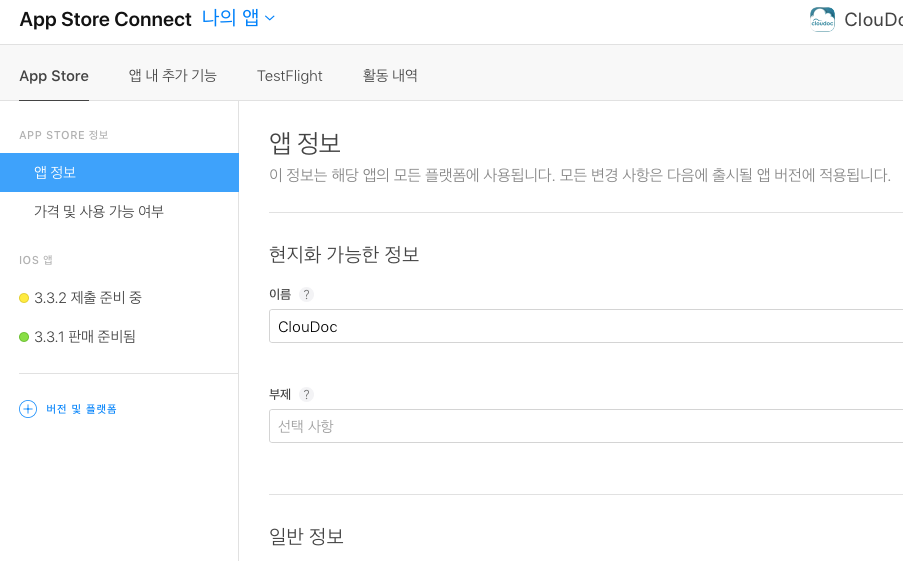 App Store Connect 나의 앱
cloudoc
ClouDo
App Store 앱 내 추가 기능 TestFlight 활동 내역
APP STORE 정보
앱 정보
가격 및 사용 가능 여부
IOS 앱
3.3.2 제출 준비 중
3.3.1 판매 준비됨
+ 버전 및 플랫폼
앱 정보
이 정보는 해당 앱의 모든 플랫폼에 사용됩니다. 모든 변경 사항은 다음에 출시될 앱 버전에 적용됩니다.
현지화 가능한 정보
이름 ?
ClouDoc
부제 ?
선택 사항
일반 정보